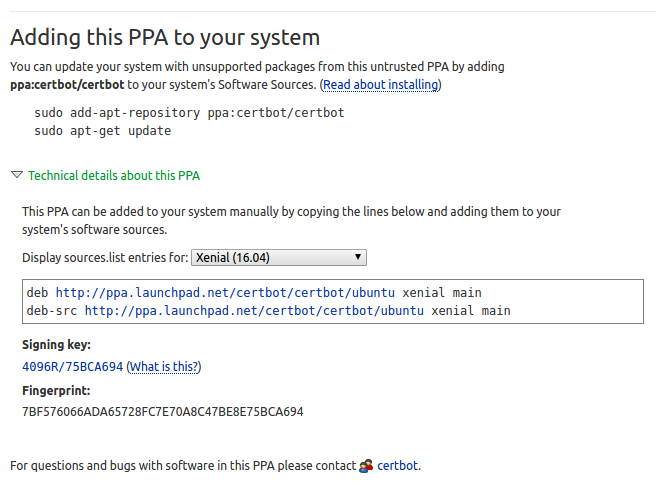 Adding this PPA to your system
You can update your system with unsupported packages from this untrusted PPA by adding
ppa:certbot/certbot to your system's Software Sources. (Read about installing)
sudo add-apt-repository ppa:certbot/certbot
sudo apt-get update
Technical details about this PPA
This PPA can be added to your system manually by copying the lines below and adding them to your
system's software sources.
Display sources.list entries for: Xenial (16.04)
deb http://ppa.launchpad.net/certbot/certbot/ubuntu xenial main
deb-src http://ppa.launchpad.net/certbot/certbot/ubuntu xenial main
Signing key:
4096R/75BCA694 (What is this?)
Fingerprint:
7BF576066ADA65728FC7E70A8C47BE8E75BCA694
For questions and bugs with software in this PPA please contact certbot.